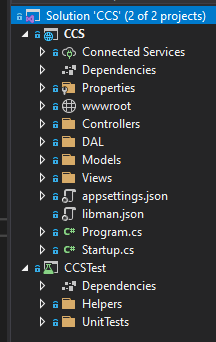 Solution 'CCS' (2 of 2 projects)
CCS
Connected Services
Dependencies
Properties
wwwroot
Controllers
DAL
Models
Views
appsettings.json
libman.json
C# Program.cs
C# Startup.cs
CCSTest
Dependencies
Helpers
UnitTests